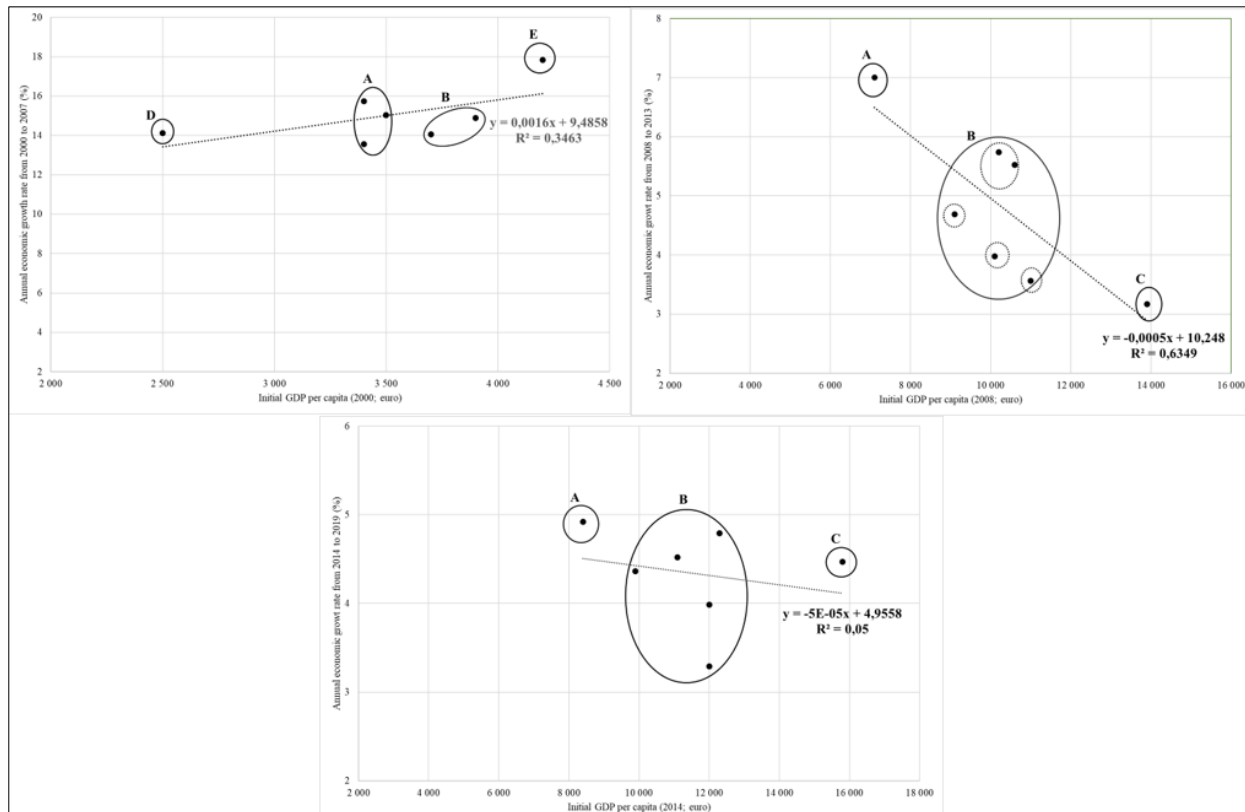 20
18
16
14
12
10
8
6
4
2
Annual economic growth rate from 2000 to 2007 (%)
D
A
B
E
y = 0,0016x + 9,4858
R² = 0,3463
2 000 2 500 3 000 3 500 4 000 4 500
Initial GDP per capita (2000; euro)
8
7
6
5
4
3
2
Annual economic growt rate from 2008 to 2013 (%)
A
B
C
y = -0,0005x + 10,248
R² = 0,6349
2 000 4 000 6 000 8 000 10 000 12 000 14 000 16 000
Initial GDP per capita (2008; euro)
6
5
4
3
2
Annual economic growt rate from 2014 to 2019 (%)
A
B
C
y = -5E-05x + 4,9558
R² = 0,05
2 000 4 000 6 000 8 000 10 000 12 000 14 000 16 000 18 000
Initial GDP per capita (2014; euro)